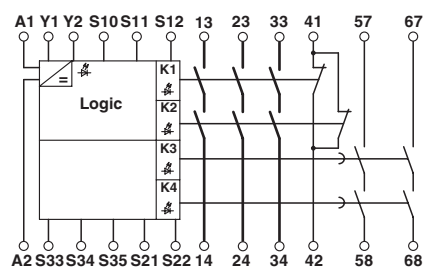 A1 Y1 Y2 S10 S11 S12 13 23 33 41 57 67
K1
=
Logic
K2
K3
K4
A2 S33 S34 S35 S21 S22 14 24 34 42 58 68